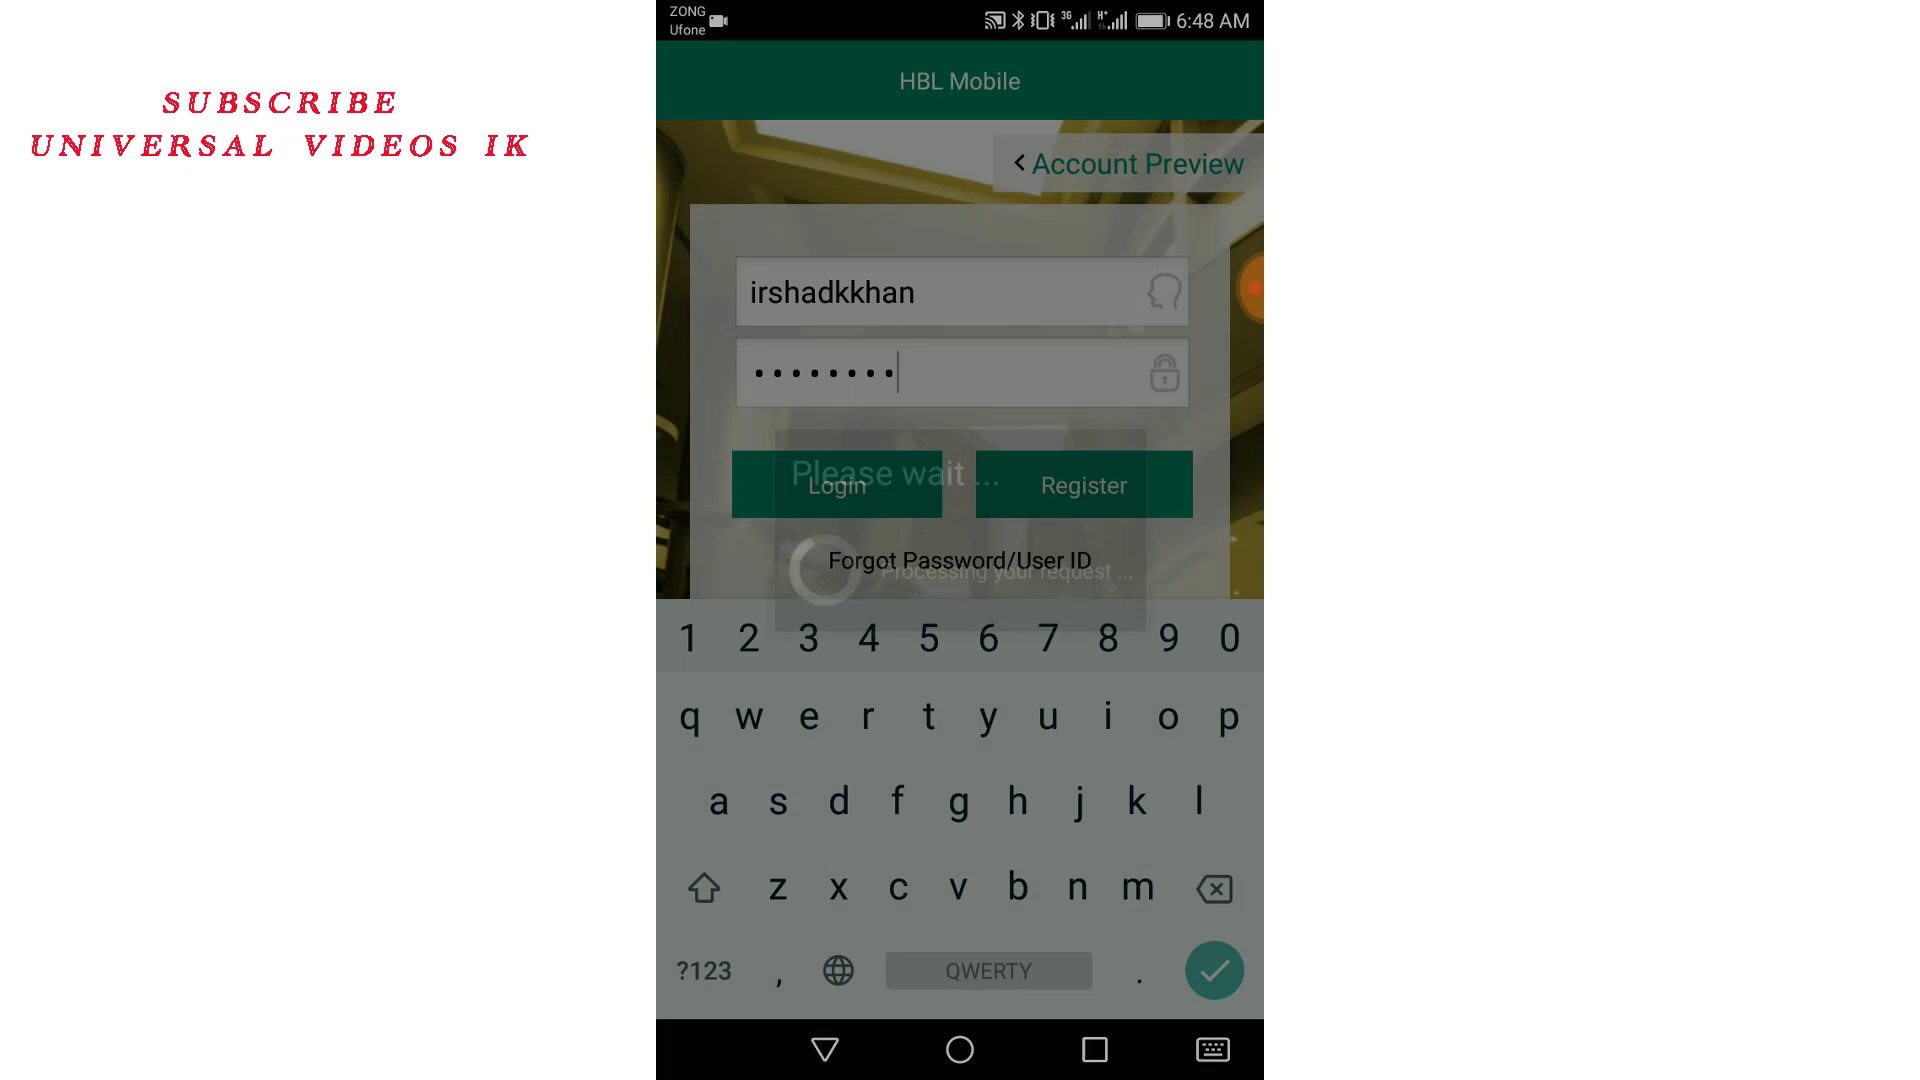 SUBSCRIBE
UNIVERSAL VIDEOS IK
ZONG
Ufone
3G
H+
6:48 AM
HBL Mobile
< Account Preview
irshadkkhan
••••••••
Please wait ...
Login
Register
Forgot Password/User ID
Processing your request ...
1 2 3 4 5 6 7 8 9 0
q w e r t y u i o p
a s d f g h j k l
z x c v b n m
?123 , QWERTY .